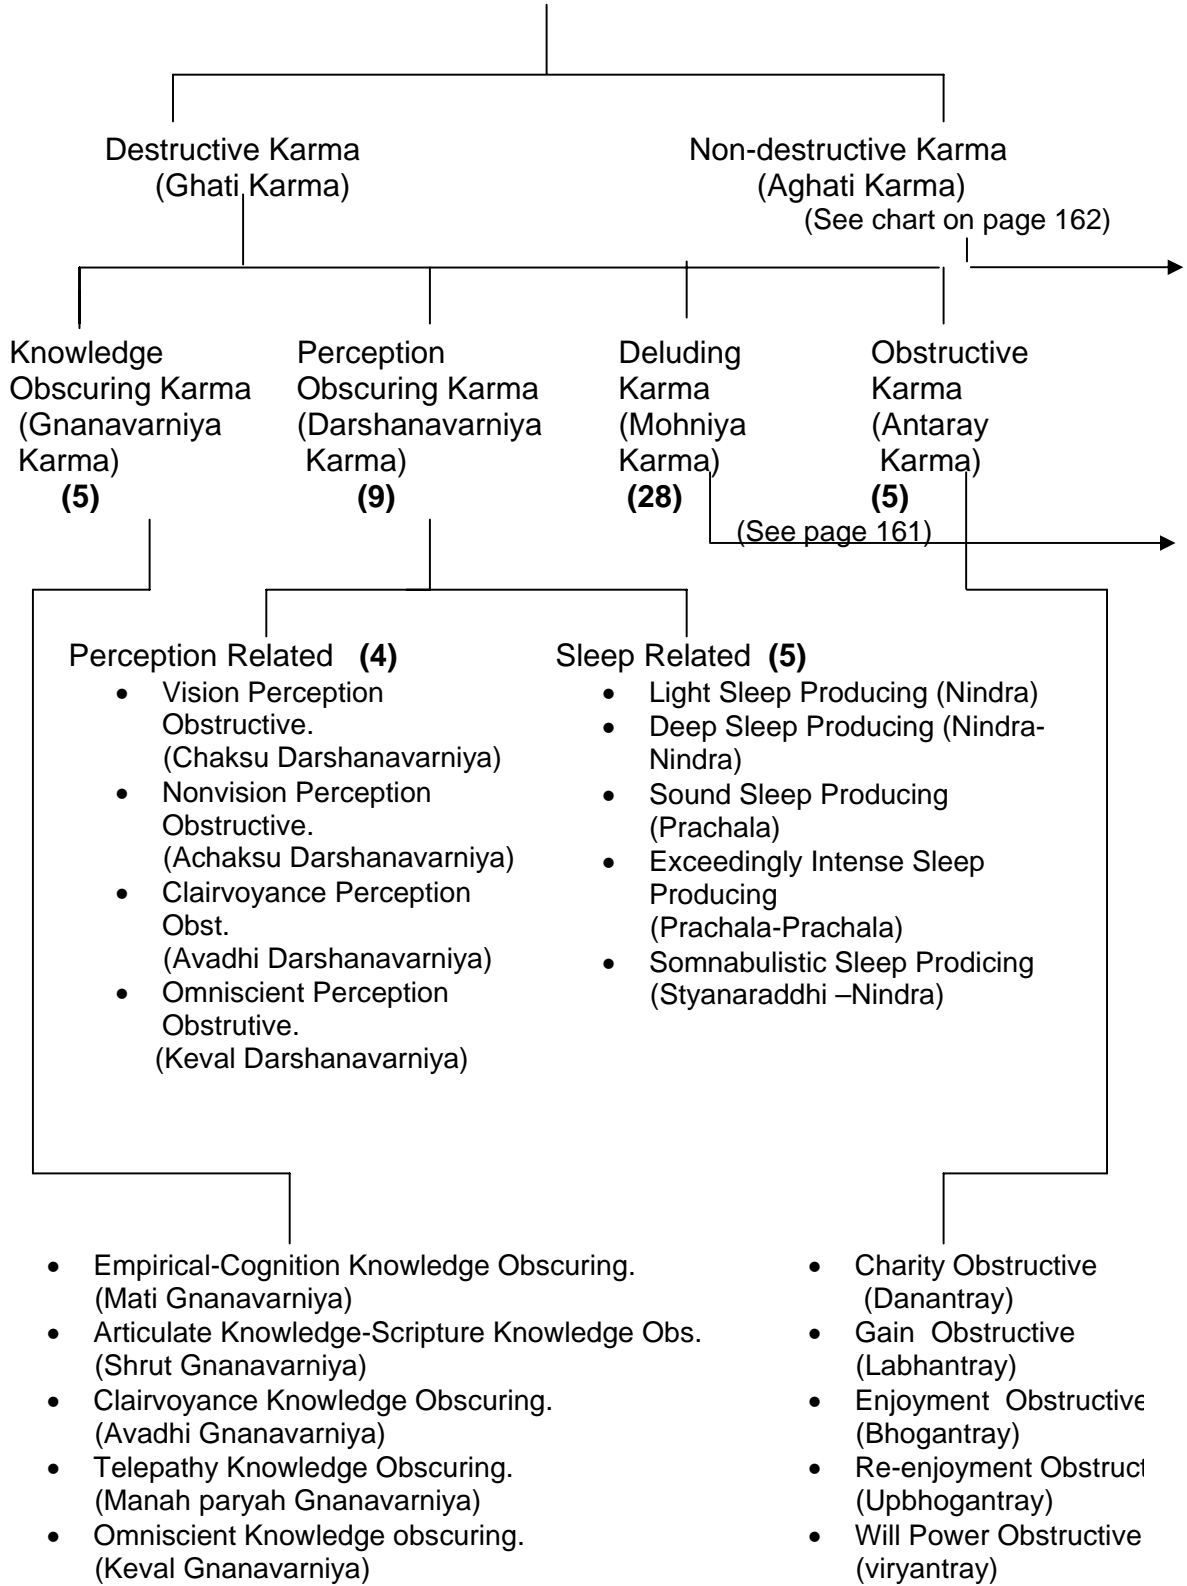 Destructive Karma
(Ghati Karma)
Non-destructive Karma
(Aghati Karma)
(See chart on page 162)
Knowledge
Obscuring Karma
(Gnanavarniya
Karma)
(5)
Perception
Obscuring Karma
(Darshanavarniya
Karma)
(9)
Deluding
Karma
(Mohniya
Karma)
(28)
(See page 161)
Obstructive
Karma
(Antaray
Karma)
(5)
Perception Related (4)
• Vision Perception
Obstructive.
(Chaksu Darshanavarniya)
• Nonvision Perception
Obstructive.
(Achaksu Darshanavarniya)
• Clairvoyance Perception
Obst.
(Avadhi Darshanavarniya)
• Omniscient Perception
Obstrutive.
(Keval Darshanavarniya)
Sleep Related (5)
• Light Sleep Producing (Nindra)
• Deep Sleep Producing (Nindra-
Nindra)
• Sound Sleep Producing
(Prachala)
• Exceedingly Intense Sleep
Producing
(Prachala-Prachala)
• Somnabulistic Sleep Prodicing
(Styanaraddhi –Nindra)
• Empirical-Cognition Knowledge Obscuring.
(Mati Gnanavarniya)
• Articulate Knowledge-Scripture Knowledge Obs.
(Shrut Gnanavarniya)
• Clairvoyance Knowledge Obscuring.
(Avadhi Gnanavarniya)
• Telepathy Knowledge Obscuring.
(Manah paryah Gnanavarniya)
• Omniscient Knowledge obscuring.
(Keval Gnanavarniya)
• Charity Obstructive
(Danantray)
• Gain Obstructive
(Labhantray)
• Enjoyment Obstructive
(Bhogantray)
• Re-enjoyment Obstruct
(Upbhogantray)
• Will Power Obstructive
(viryantray)